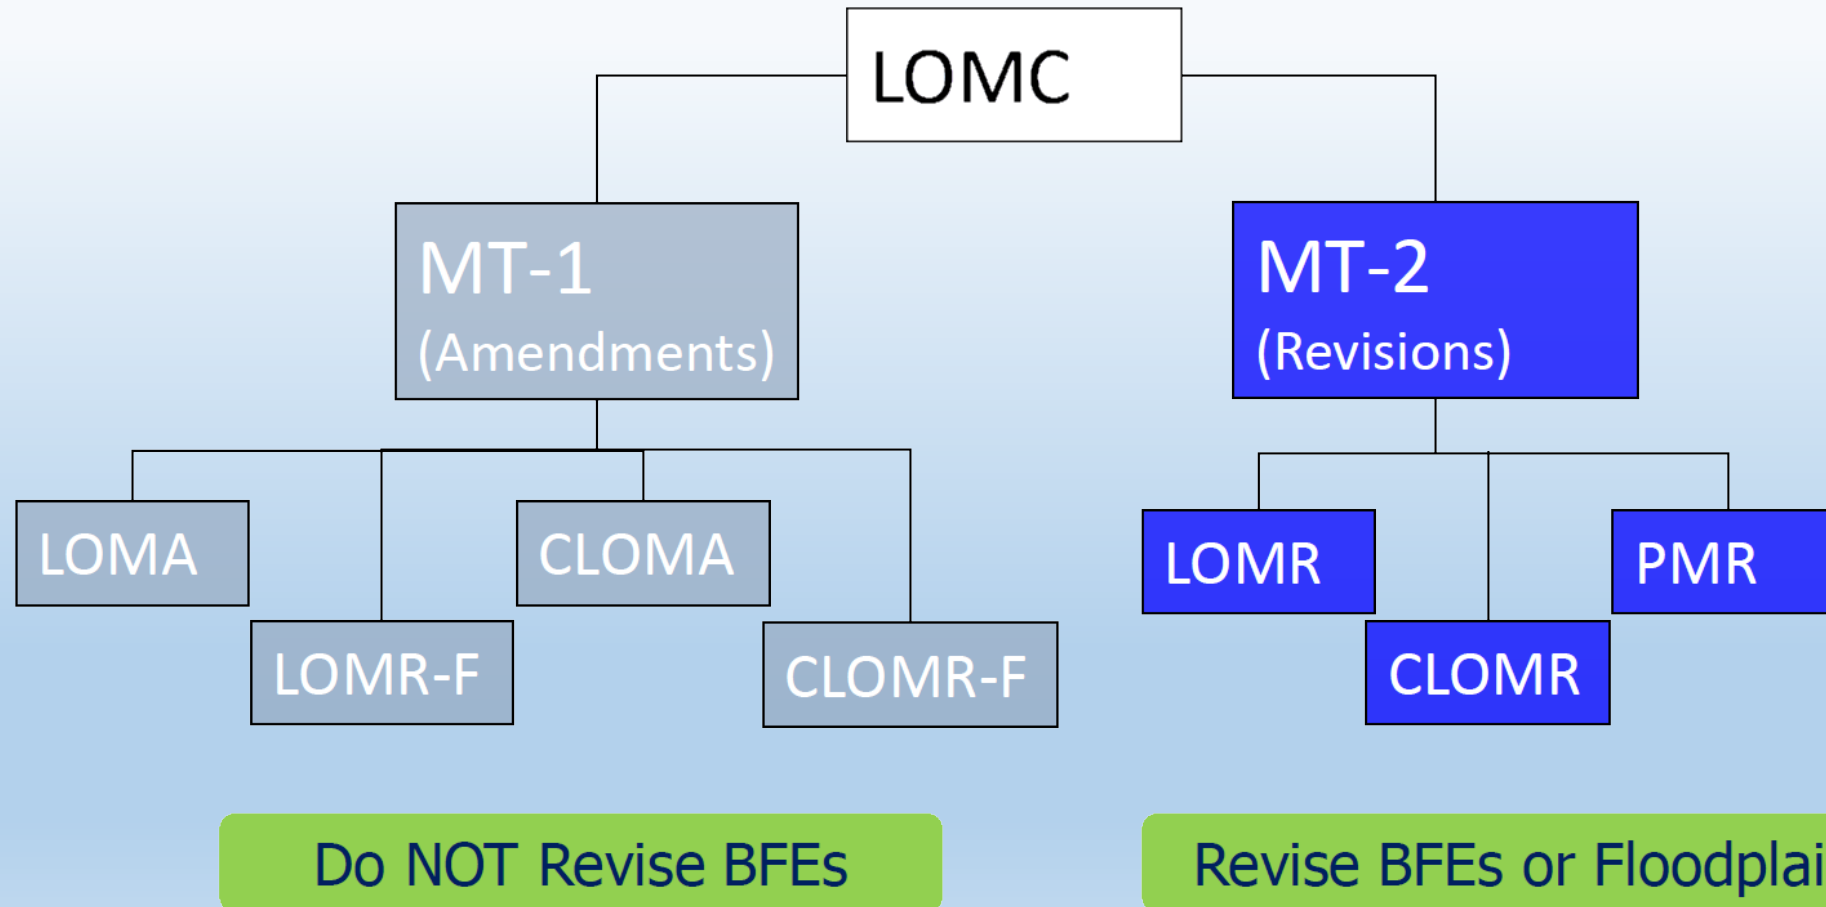 LOMC
MT-1
(Amendments)
MT-2
(Revisions)
LOMA
CLOMA
LOMR
PMR
LOMR-F
CLOMR-F
CLOMR
Do NOT Revise BFEs
Revise BFEs or Floodplai